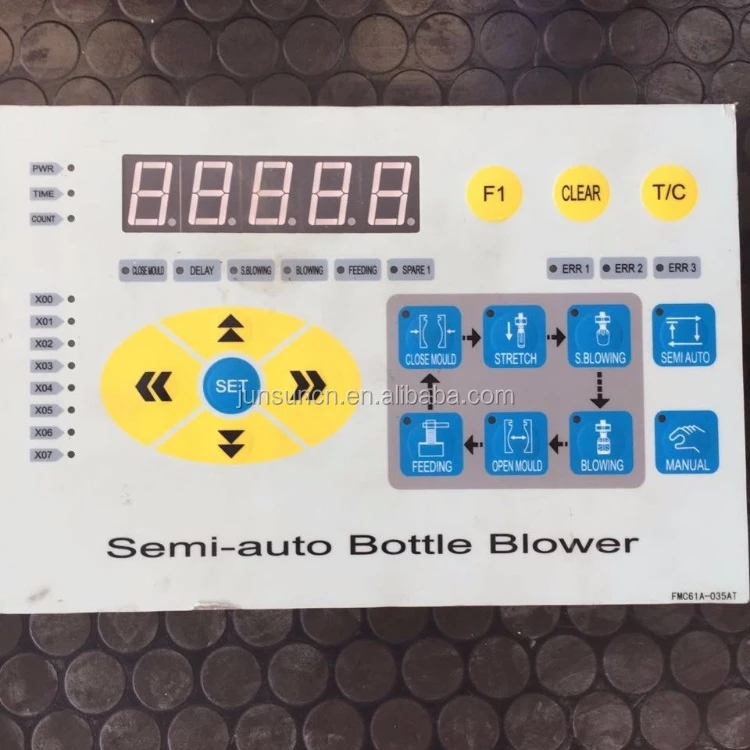 PWR
TIME
COUNT
88888
F1
CLEAR
T/C
CLOSE MOULD
DELAY
S.BLOWING
BLOWING
FEEDING
SPARE 1
ERR 1
ERR 2
ERR 3
X00
X01
X02
X03
X04
X05
X06
X07
SET
CLOSE MOULD
STRETCH
S.BLOWING
SEMI AUTO
FEEDING
OPEN MOULD
BLOWING
MANUAL
junsuncn.en.alibaba.com
Semi-auto Bottle Blower
FMC61A-035AT